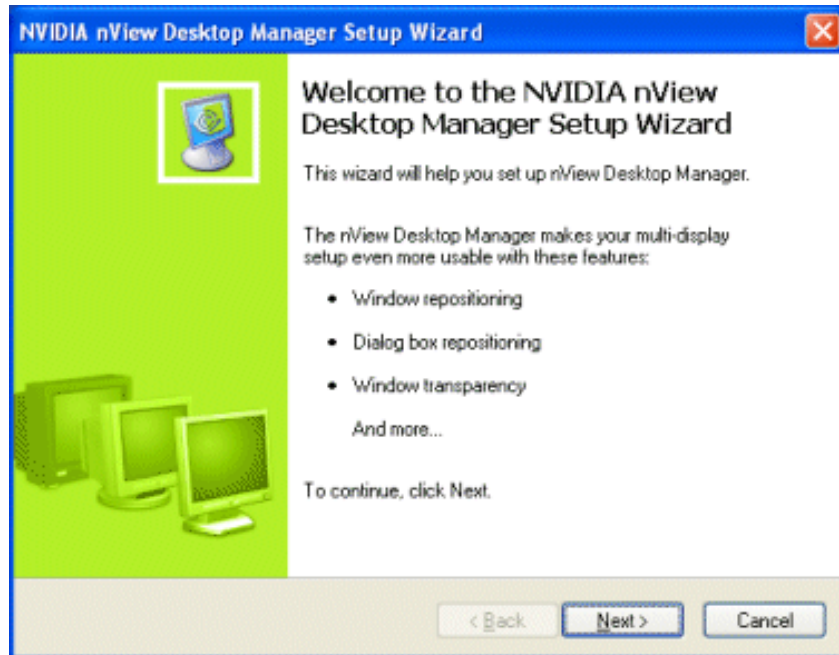 NVIDIA nView Desktop Manager Setup Wizard
Welcome to the NVIDIA nView
Desktop Manager Setup Wizard
This wizard will help you set up nView Desktop Manager.
The nView Desktop Manager makes your multi-display
setup even more usable with these features:
• Window repositioning
• Dialog box repositioning
• Window transparency
And more...
To continue, click Next.
< Back
Next >
Cancel